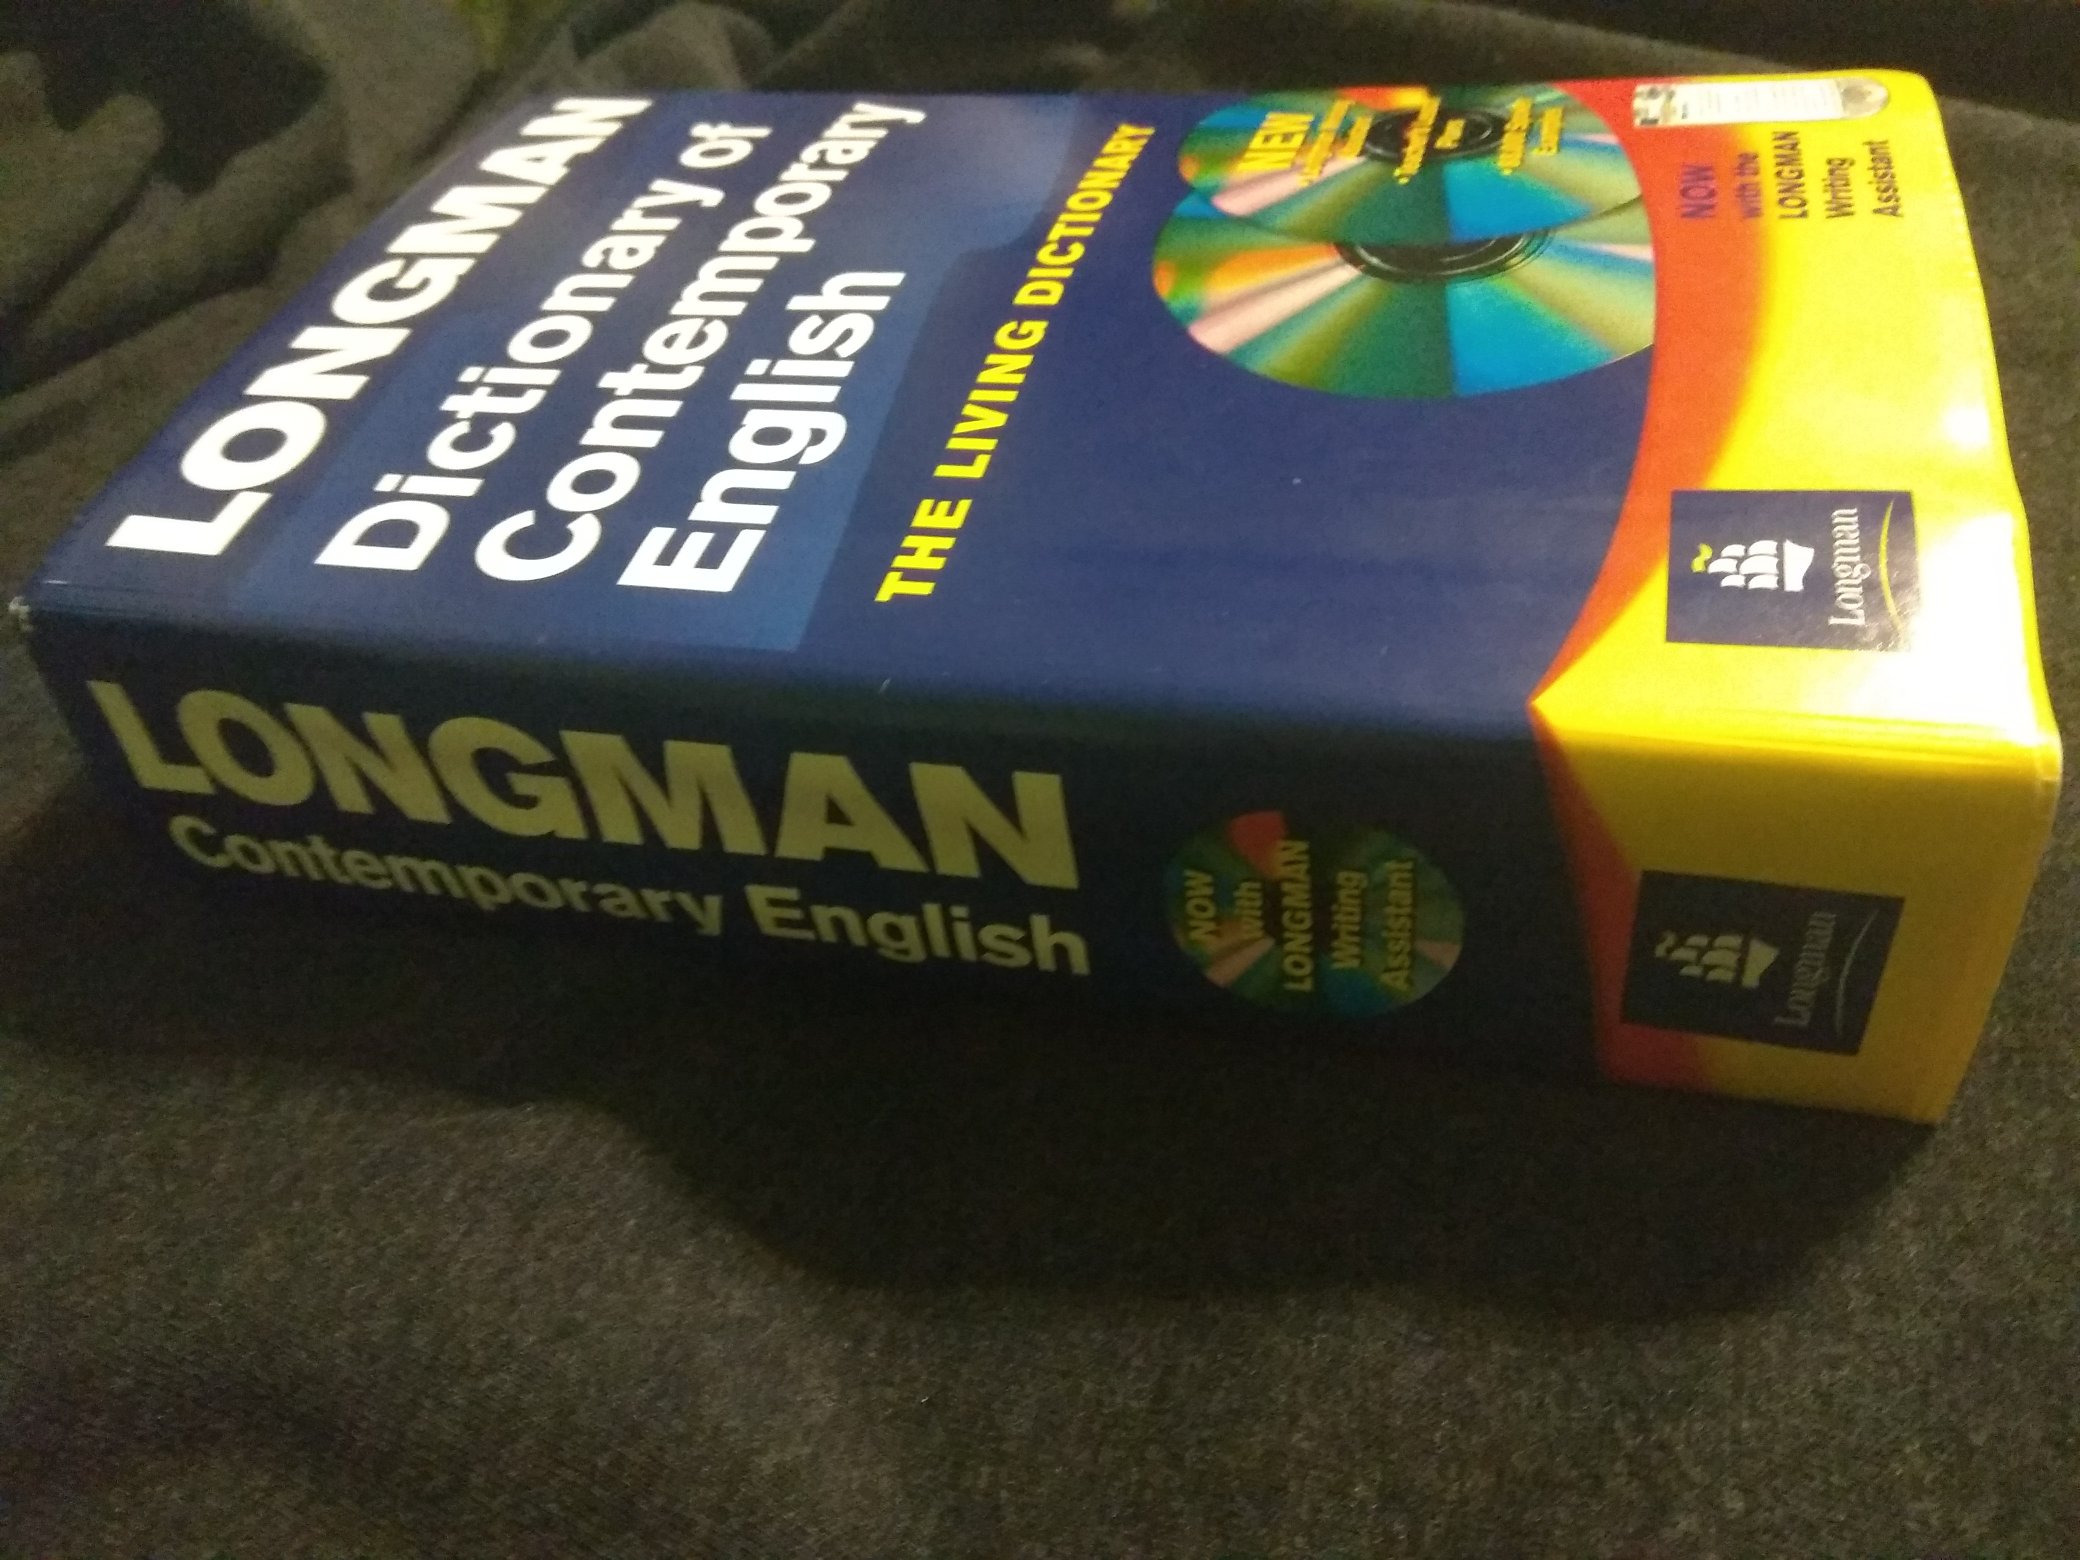 LONGMAN
Dictionary of
Contemporary
English
THE LIVING DICTIONARY
NEW
NOW
with the
LONGMAN
Writing
Assistant
Longman
LONGMAN
Contemporary English
NOW
with
LONGMAN
Writing
Assistant
Longman